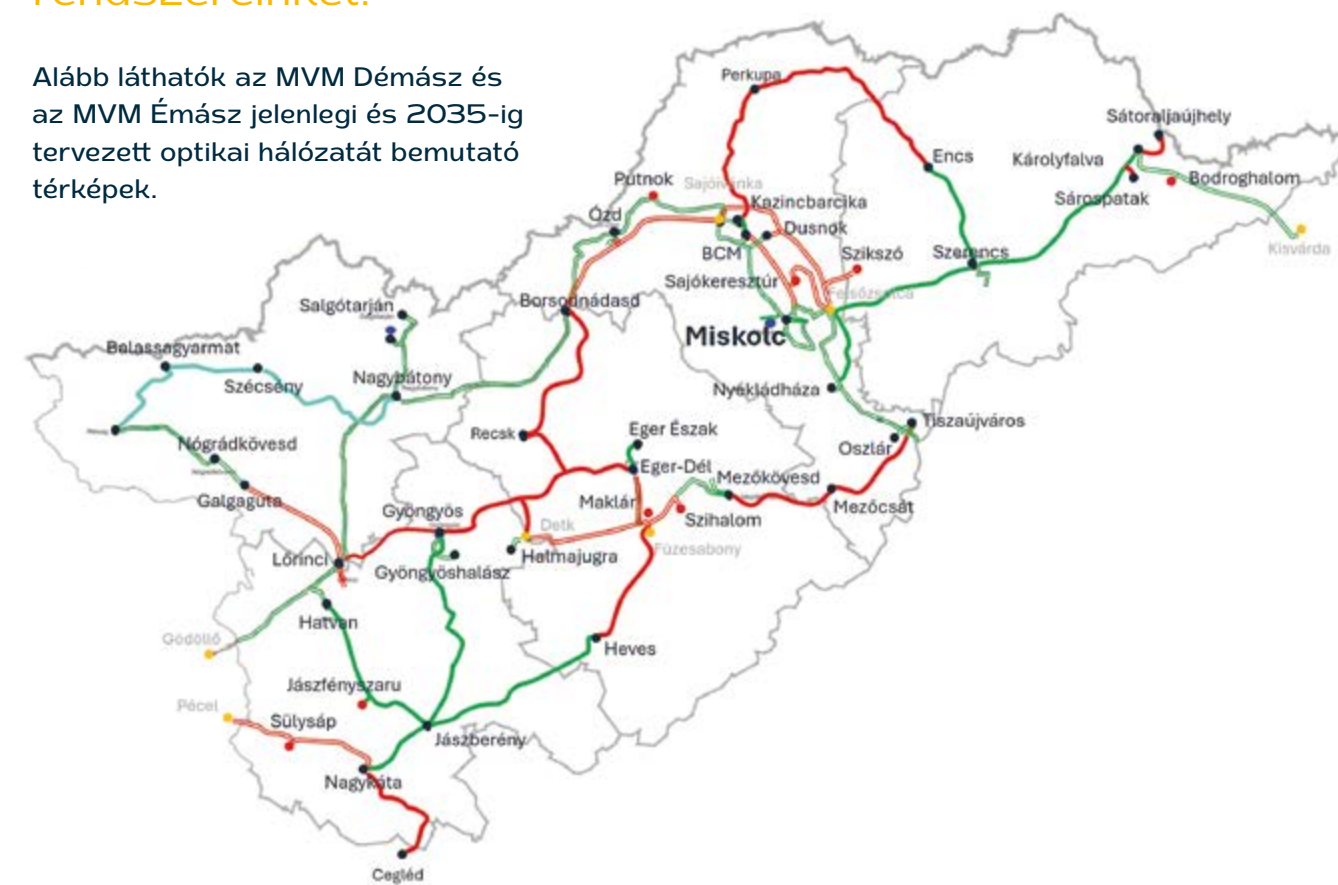 rendszereinket.
Alább láthatók az MVM Démász és
az MVM Émász jelenlegi és 2035-ig
tervezett optikai hálózatát bemutató
térképek.
Perkupa
Sátoraljaújhely
Encs
Károlyfalva
Putnok
Sajóivánka
Bodroghalom
Sárospatak
Kazincbarcika
Ózd
Dusnok
Kisvárda
BCM
Szikszó
Szerencs
Sajókeresztúr
Felsőzsolca
Borsodnádasd
Salgótarján
Miskolc
Balassagyarmat
Nagybátony
Szécsény
Nyékládháza
Tiszaújváros
Recsk
Eger Észak
Nógrádkövesd
Oszlár
Eger-Dél
Mezőkövesd
Galgagúta
Maklár
Gyöngyös
Mezőcsát
Szihalom
Detk
Füzesabony
Lőrinci
Halmajugra
Gyöngyöshalász
Hatvan
Gödöllő
Heves
Jászfényszaru
Pécel
Sülysáp
Jászberény
Nagykáta
Cegléd